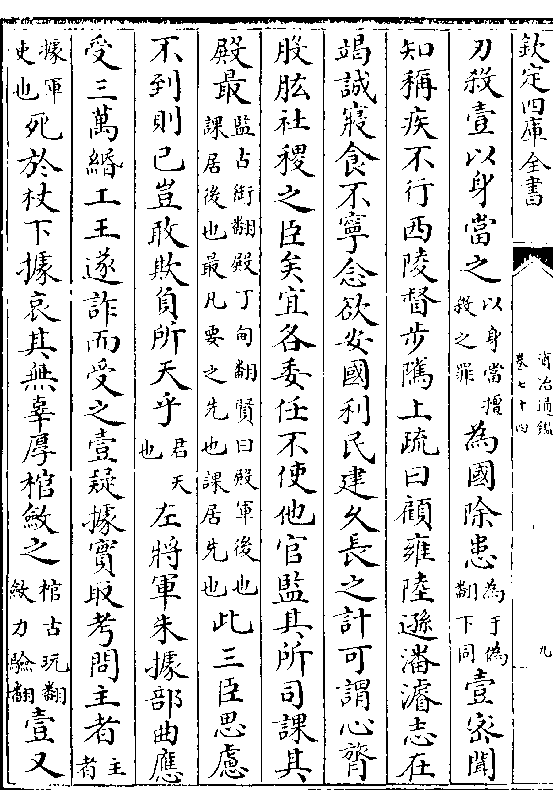 欽定四庫全書
資治通鑑
卷七十四
九
刃殺壹以身當之以身當擅殺之罪為國除患為于偽翻下同壹密聞
知稱疾不行西陵督步隲上疏曰顧雍陸遜潘濬志在
竭誠寢食不寧念欲安國利民建久長之計可謂心膂
股肱社稷之臣矣宜各委任不使他官監其所司課其
殿最監古銜翻殿丁甸翻賢曰殿軍後也課居後也最凡要之先也課居先也此三臣思慮
不到則已豈敢欺負所天乎君天也左將軍朱據部曲應
受三萬緡工王遂詐而受之壹疑據實取考問主者主者
據軍吏也死於杖下據哀其無辜厚棺斂之棺古玩翻斂力驗翻壹又